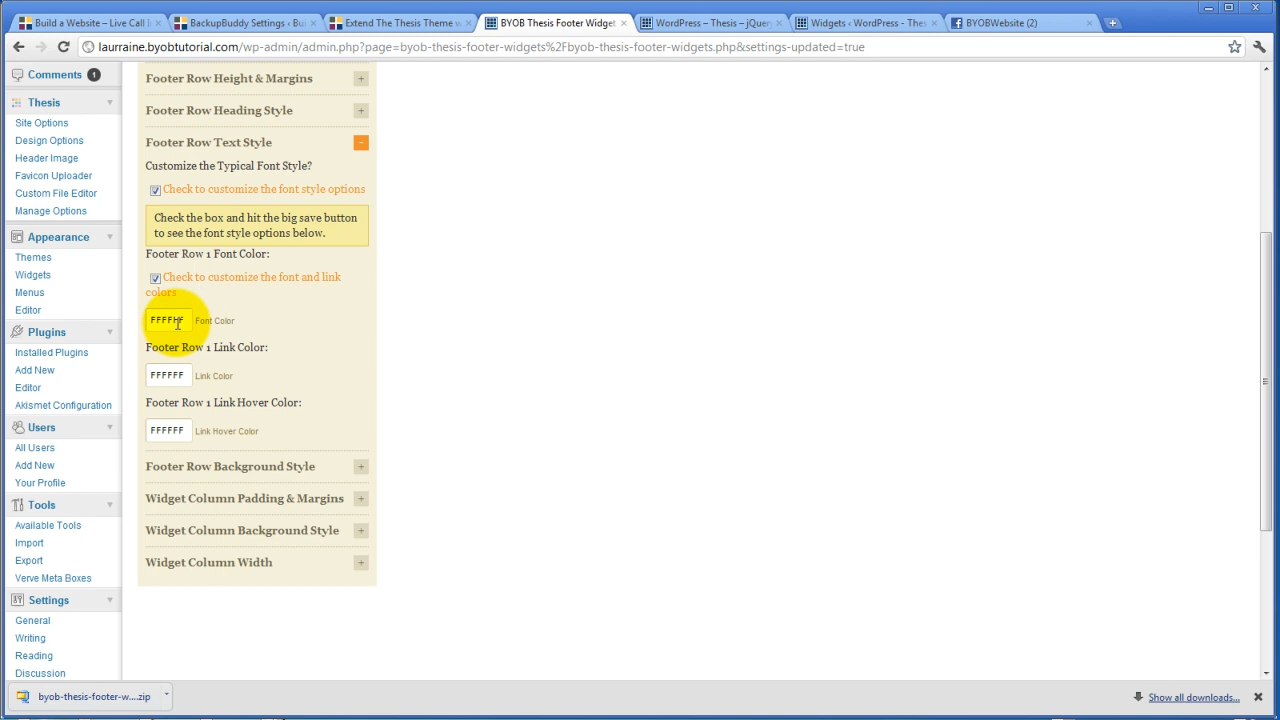 Build a Website – Live Call I
BackupBuddy Settings ‹ Bui
Extend The Thesis Theme w
BYOB Thesis Footer Widget
WordPress – Thesis – jQuery
Widgets ‹ WordPress - Thes
BYOBWebsite (2)
laurraine.byobtutorial.com/wp-admin/admin.php?page=byob-thesis-footer-widgets%2Fbyob-thesis-footer-widgets.php&settings-updated=true
Comments 1
Thesis
Site Options
Design Options
Header Image
Favicon Uploader
Custom File Editor
Manage Options
Appearance
Themes
Widgets
Menus
Editor
Plugins
Installed Plugins
Add New
Editor
Akismet Configuration
Users
All Users
Add New
Your Profile
Tools
Available Tools
Import
Export
Verve Meta Boxes
Settings
General
Writing
Reading
Discussion
Footer Row Height & Margins +
Footer Row Heading Style +
Footer Row Text Style −
Customize the Typical Font Style?
Check to customize the font style options
Check the box and hit the big save button
to see the font style options below.
Footer Row 1 Font Color:
Check to customize the font and link
colors
FFFFFF Font Color
Footer Row 1 Link Color:
FFFFFF Link Color
Footer Row 1 Link Hover Color:
FFFFFF Link Hover Color
Footer Row Background Style +
Widget Column Padding & Margins +
Widget Column Background Style +
Widget Column Width +
byob-thesis-footer-w....zip
Show all downloads...